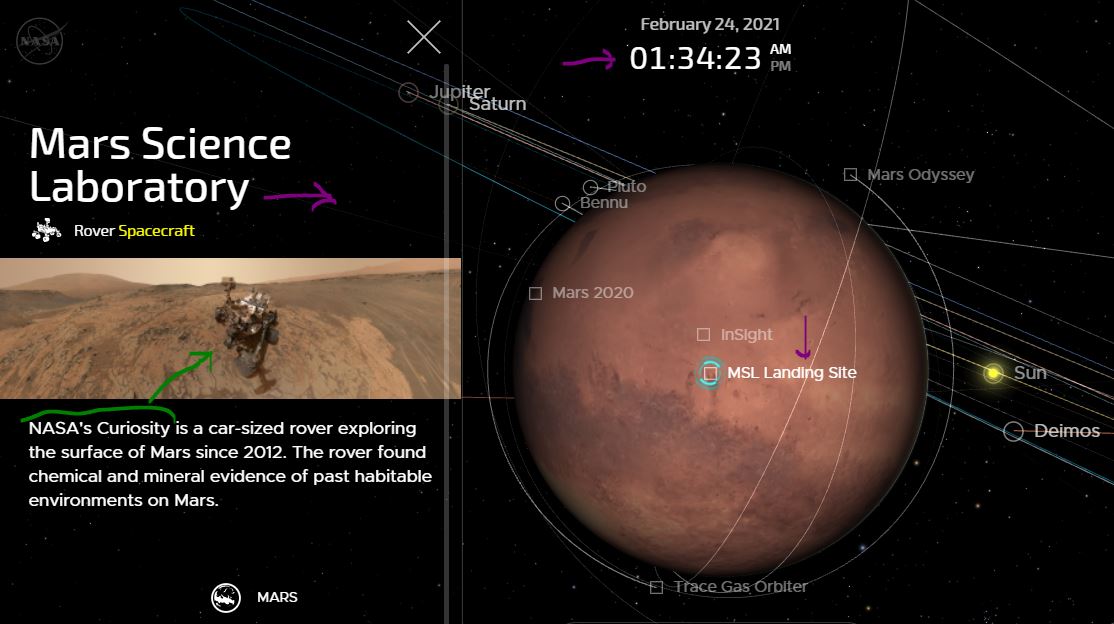 NASA
Mars Science
Laboratory
Rover Spacecraft
NASA's Curiosity is a car-sized rover exploring
the surface of Mars since 2012. The rover found
chemical and mineral evidence of past habitable
environments on Mars.
MARS
February 24, 2021
01:34:23 AM
PM
Jupiter
Saturn
Pluto
Bennu
Mars Odyssey
Mars 2020
InSight
MSL Landing Site
Sun
Deimos
Trace Gas Orbiter